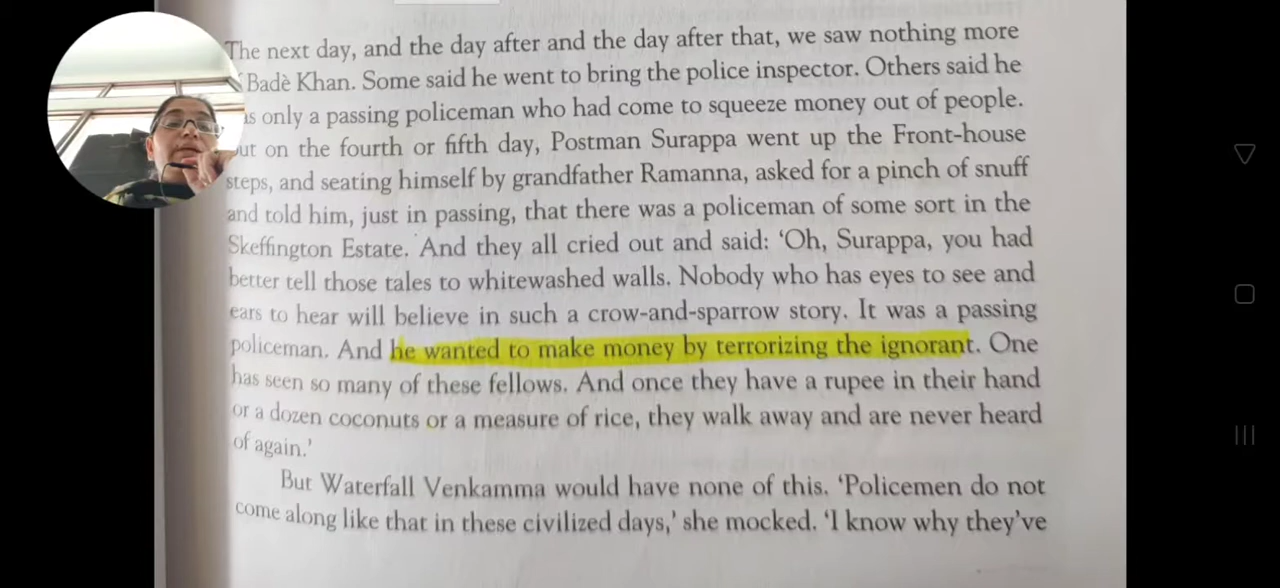 The next day, and the day after and the day after that, we saw nothing more
Badè Khan. Some said he went to bring the police inspector. Others said he
only a passing policeman who had come to squeeze money out of people.
on the fourth or fifth day, Postman Surappa went up the Front-house
steps, and seating himself by grandfather Ramanna, asked for a pinch of snuff
and told him, just in passing, that there was a policeman of some sort in the
Skeffington Estate. And they all cried out and said: ‘Oh, Surappa, you had
better tell those tales to whitewashed walls. Nobody who has eyes to see and
ears to hear will believe in such a crow-and-sparrow story. It was a passing
policeman. And he wanted to make money by terrorizing the ignorant. One
has seen so many of these fellows. And once they have a rupee in their hand
or a dozen coconuts or a measure of rice, they walk away and are never heard
of again.’
But Waterfall Venkamma would have none of this. ‘Policemen do not
come along like that in these civilized days,’ she mocked. ‘I know why they’ve